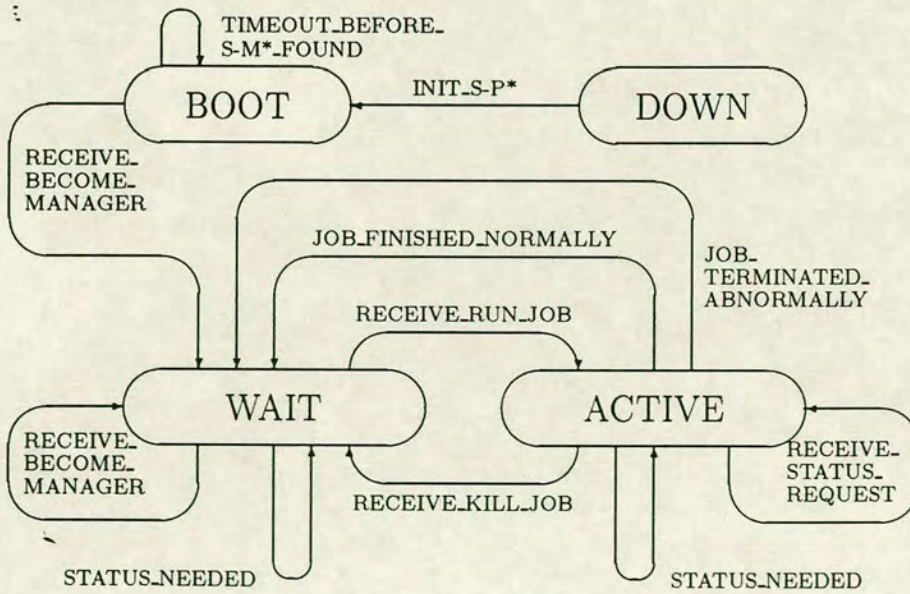 TIMEOUT_BEFORE_
S-M*_FOUND
BOOT
INIT_S-P*
DOWN
RECEIVE_
BECOME_
MANAGER
JOB_FINISHED_NORMALLY
JOB_
TERMINATED_
ABNORMALLY
RECEIVE_RUN_JOB
WAIT
ACTIVE
RECEIVE_
BECOME_
MANAGER
RECEIVE_
STATUS_
REQUEST
RECEIVE_KILL_JOB
STATUS_NEEDED
STATUS_NEEDED